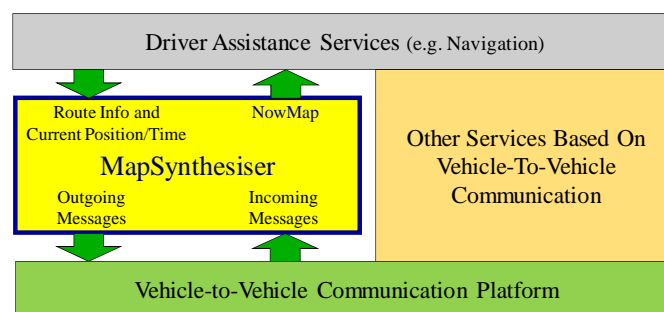 Driver Assistance Services (e.g. Navigation)
Route Info and
Current Position/Time
NowMap
MapSynthesiser
Outgoing
Messages
Incoming
Messages
Other Services Based On
Vehicle-To-Vehicle
Communication
Vehicle-to-Vehicle Communication Platform